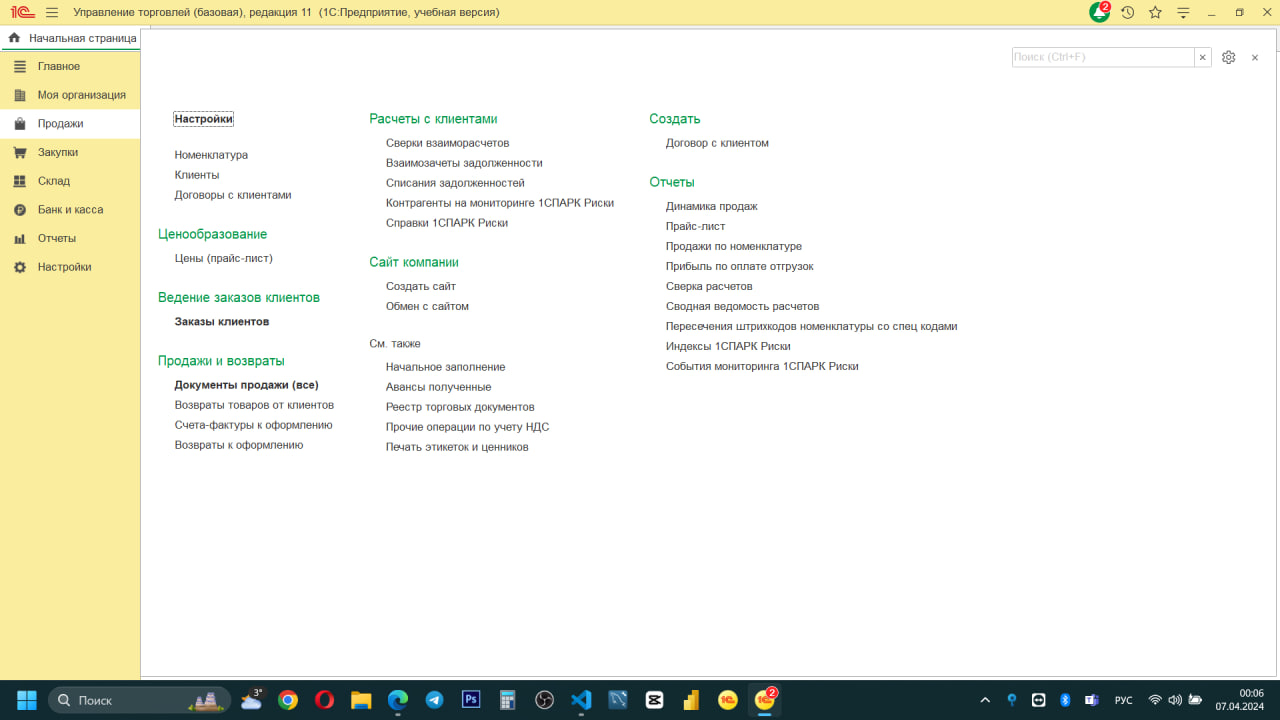 1С
Управление торговлей (базовая), редакция 11 (1С:Предприятие, учебная версия)
2
Начальная страница
Поиск (Ctrl+F)
Главное
Моя организация
Продажи
Закупки
Склад
Банк и касса
Отчеты
Настройки
Настройки
Номенклатура
Клиенты
Договоры с клиентами
Ценообразование
Цены (прайс-лист)
Ведение заказов клиентов
Заказы клиентов
Продажи и возвраты
Документы продажи (все)
Возвраты товаров от клиентов
Счета-фактуры к оформлению
Возвраты к оформлению
Расчеты с клиентами
Сверки взаиморасчетов
Взаимозачеты задолженности
Списания задолженностей
Контрагенты на мониторинге 1СПАРК Риски
Справки 1СПАРК Риски
Сайт компании
Создать сайт
Обмен с сайтом
См. также
Начальное заполнение
Авансы полученные
Реестр торговых документов
Прочие операции по учету НДС
Печать этикеток и ценников
Создать
Договор с клиентом
Отчеты
Динамика продаж
Прайс-лист
Продажи по номенклатуре
Прибыль по оплате отгрузок
Сверка расчетов
Сводная ведомость расчетов
Пересечения штрихкодов номенклатуры со спец кодами
Индексы 1СПАРК Риски
События мониторинга 1СПАРК Риски
Поиск
3°
Ps
1С
1С
2
РУС
00:06
07.04.2024